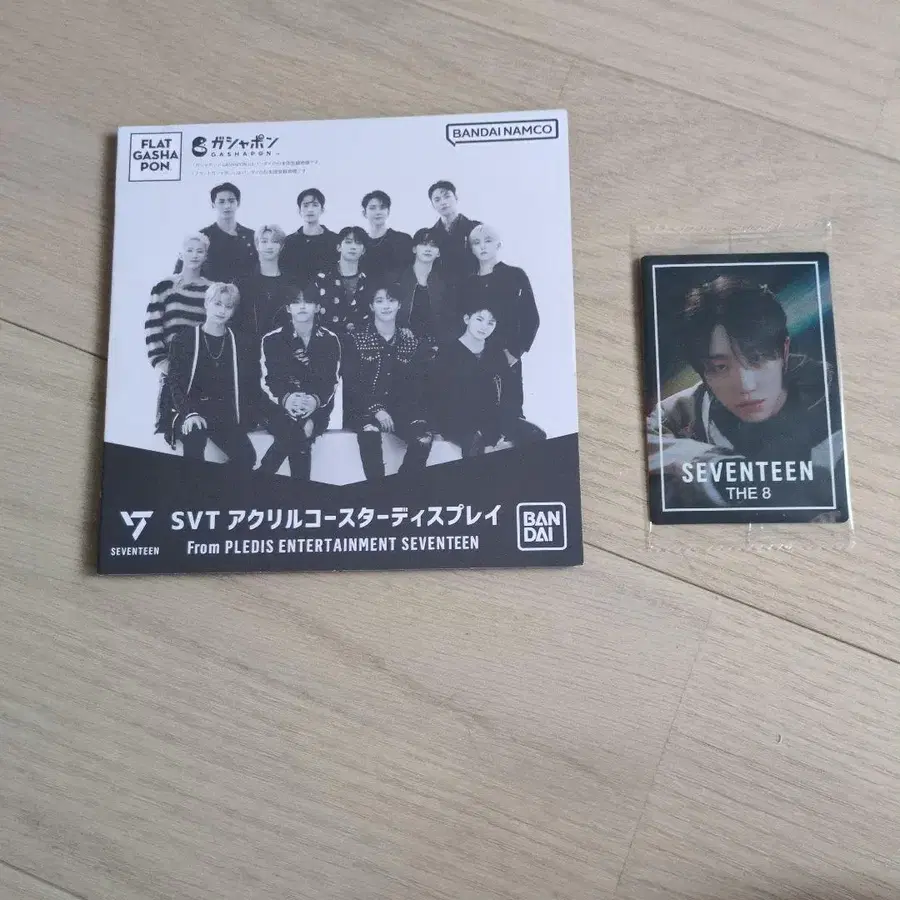 FLAT
GASHA
PON.
ガシャポン
GASHAPON
BANDAI NAMCO
SEVENTEEN
SVT アクリルコースターディスプレイ
From PLEDIS ENTERTAINMENT SEVENTEEN
BAN
DAI
SEVENTEEN
THE 8